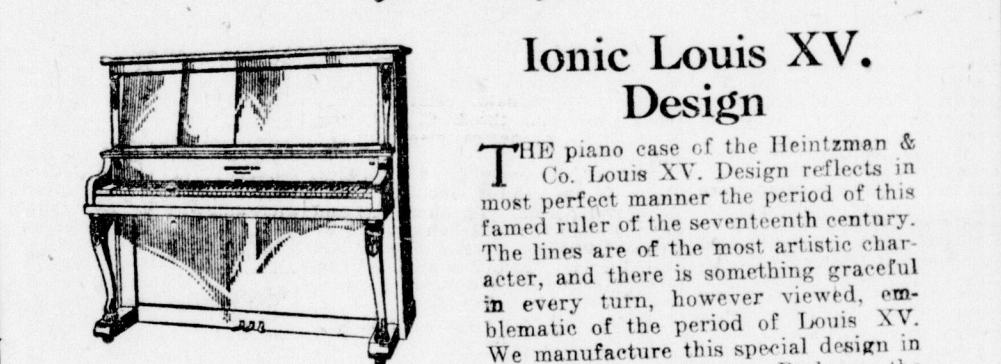 Ionic Louis XV.
Design
THE piano case of the Heintzman &
Co. Louis XV. Design reflects in
most perfect manner the period of this
famed ruler of the seventeenth century.
The lines are of the most artistic char-
acter, and there is something graceful
in every turn, however viewed, em-
blematic of the period of Louis XV.
We manufacture this special design in